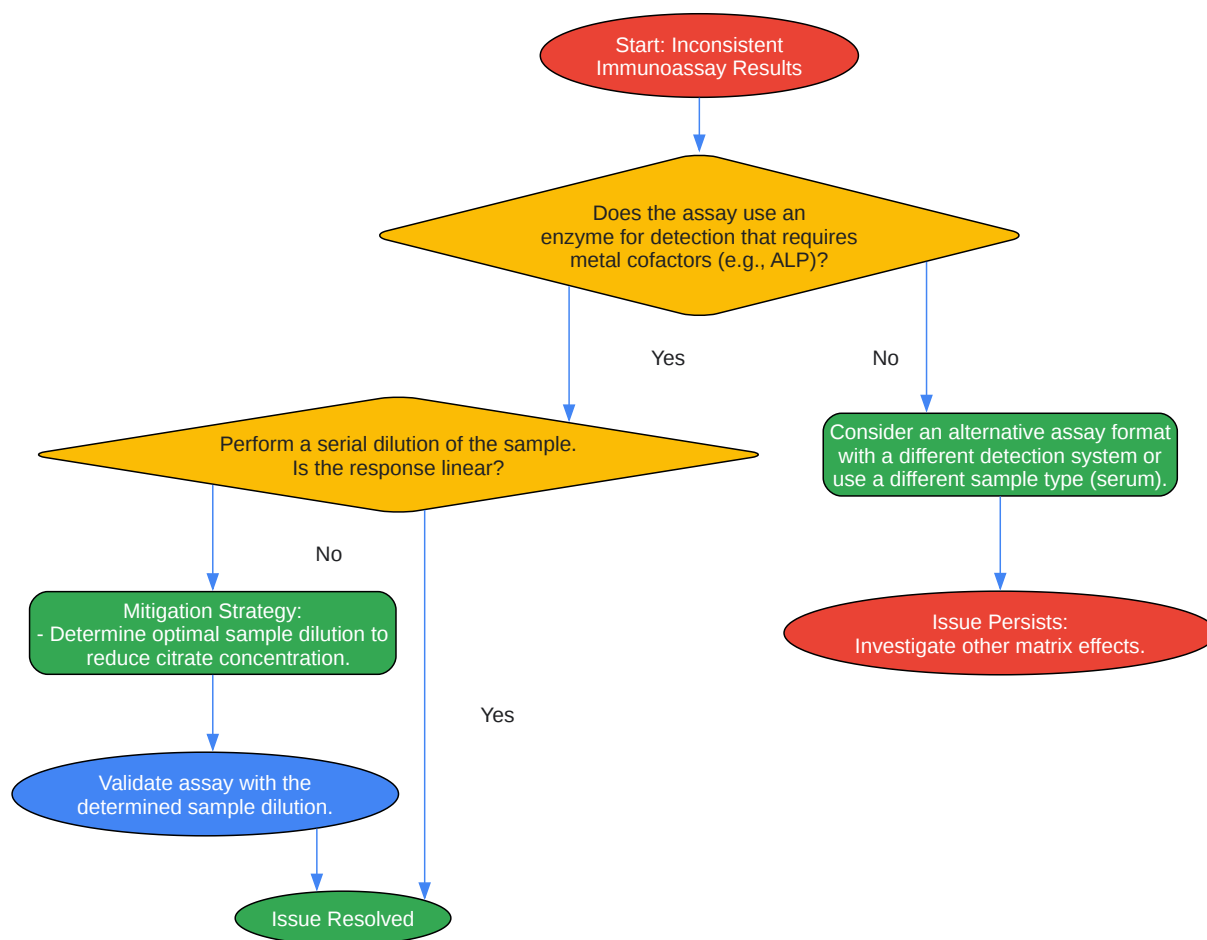 Start: Inconsistent
Immunoassay Results
Does the assay use an
enzyme for detection that requires
metal cofactors (e.g., ALP)?
Yes
No
Perform a serial dilution of the sample.
Is the response linear?
Consider an alternative assay format
with a different detection system or
use a different sample type (serum).
No
Mitigation Strategy:
- Determine optimal sample dilution to
reduce citrate concentration.
Issue Persists:
Investigate other matrix effects.
Yes
Validate assay with the
determined sample dilution.
Issue Resolved